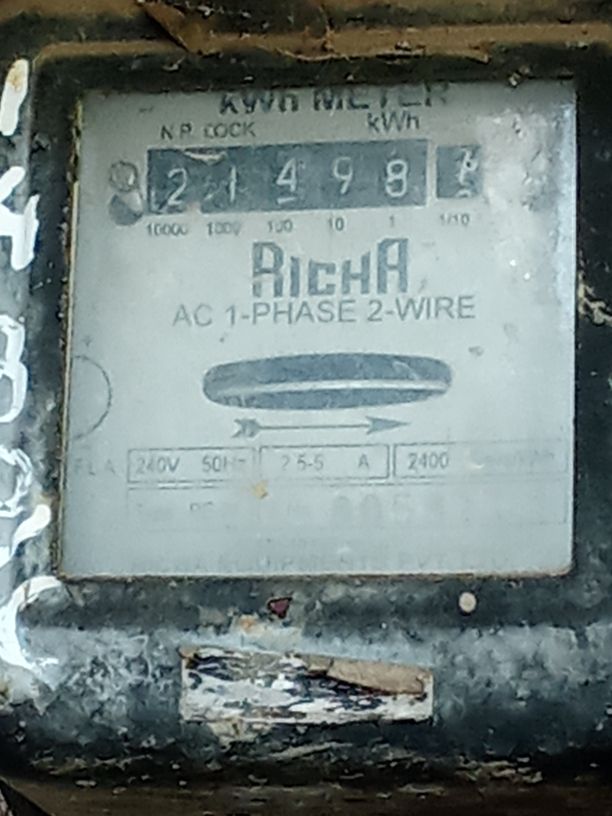 kWh METER
N.P. LOCK kWh
2 1 4 9 8
10000 1000 100 10 1 1/10
RICHA
AC 1-PHASE 2-WIRE
240V 50Hz 2.5-5 A 2400